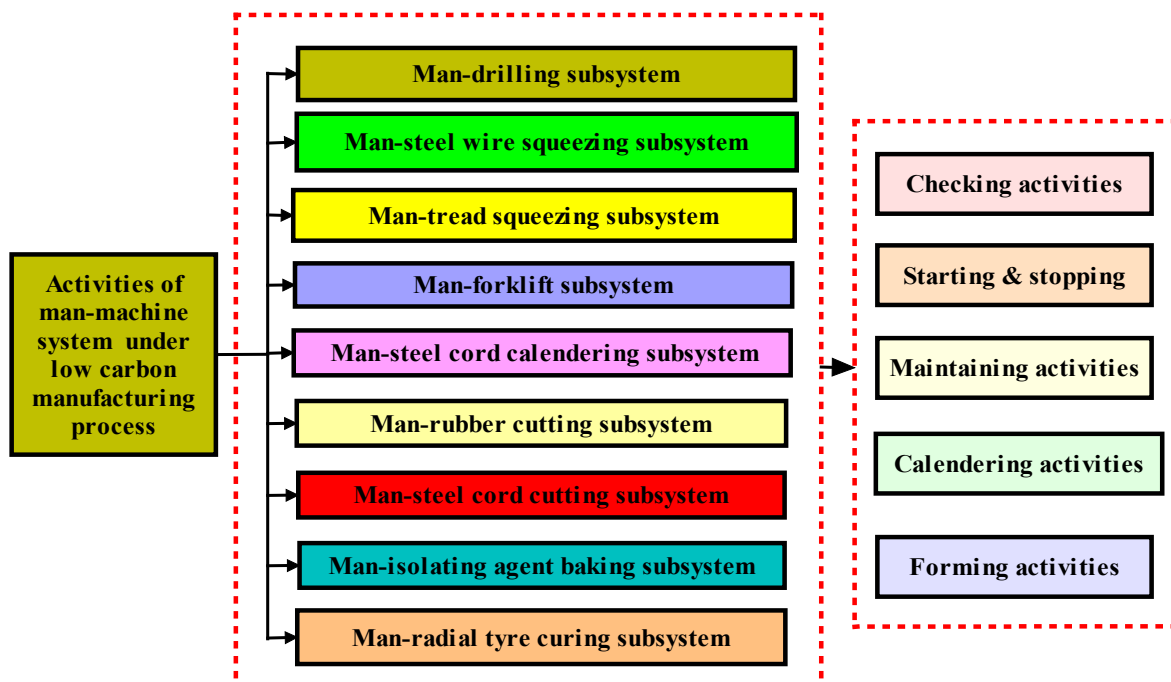 Activities of
man-machine
system under
low carbon
manufacturing
process
Man-drilling subsystem
Man-steel wire squeezing subsystem
Man-tread squeezing subsystem
Man-forklift subsystem
Man-steel cord calendering subsystem
Man-rubber cutting subsystem
Man-steel cord cutting subsystem
Man-isolating agent baking subsystem
Man-radial tyre curing subsystem
Checking activities
Starting & stopping
Maintaining activities
Calendering activities
Forming activities